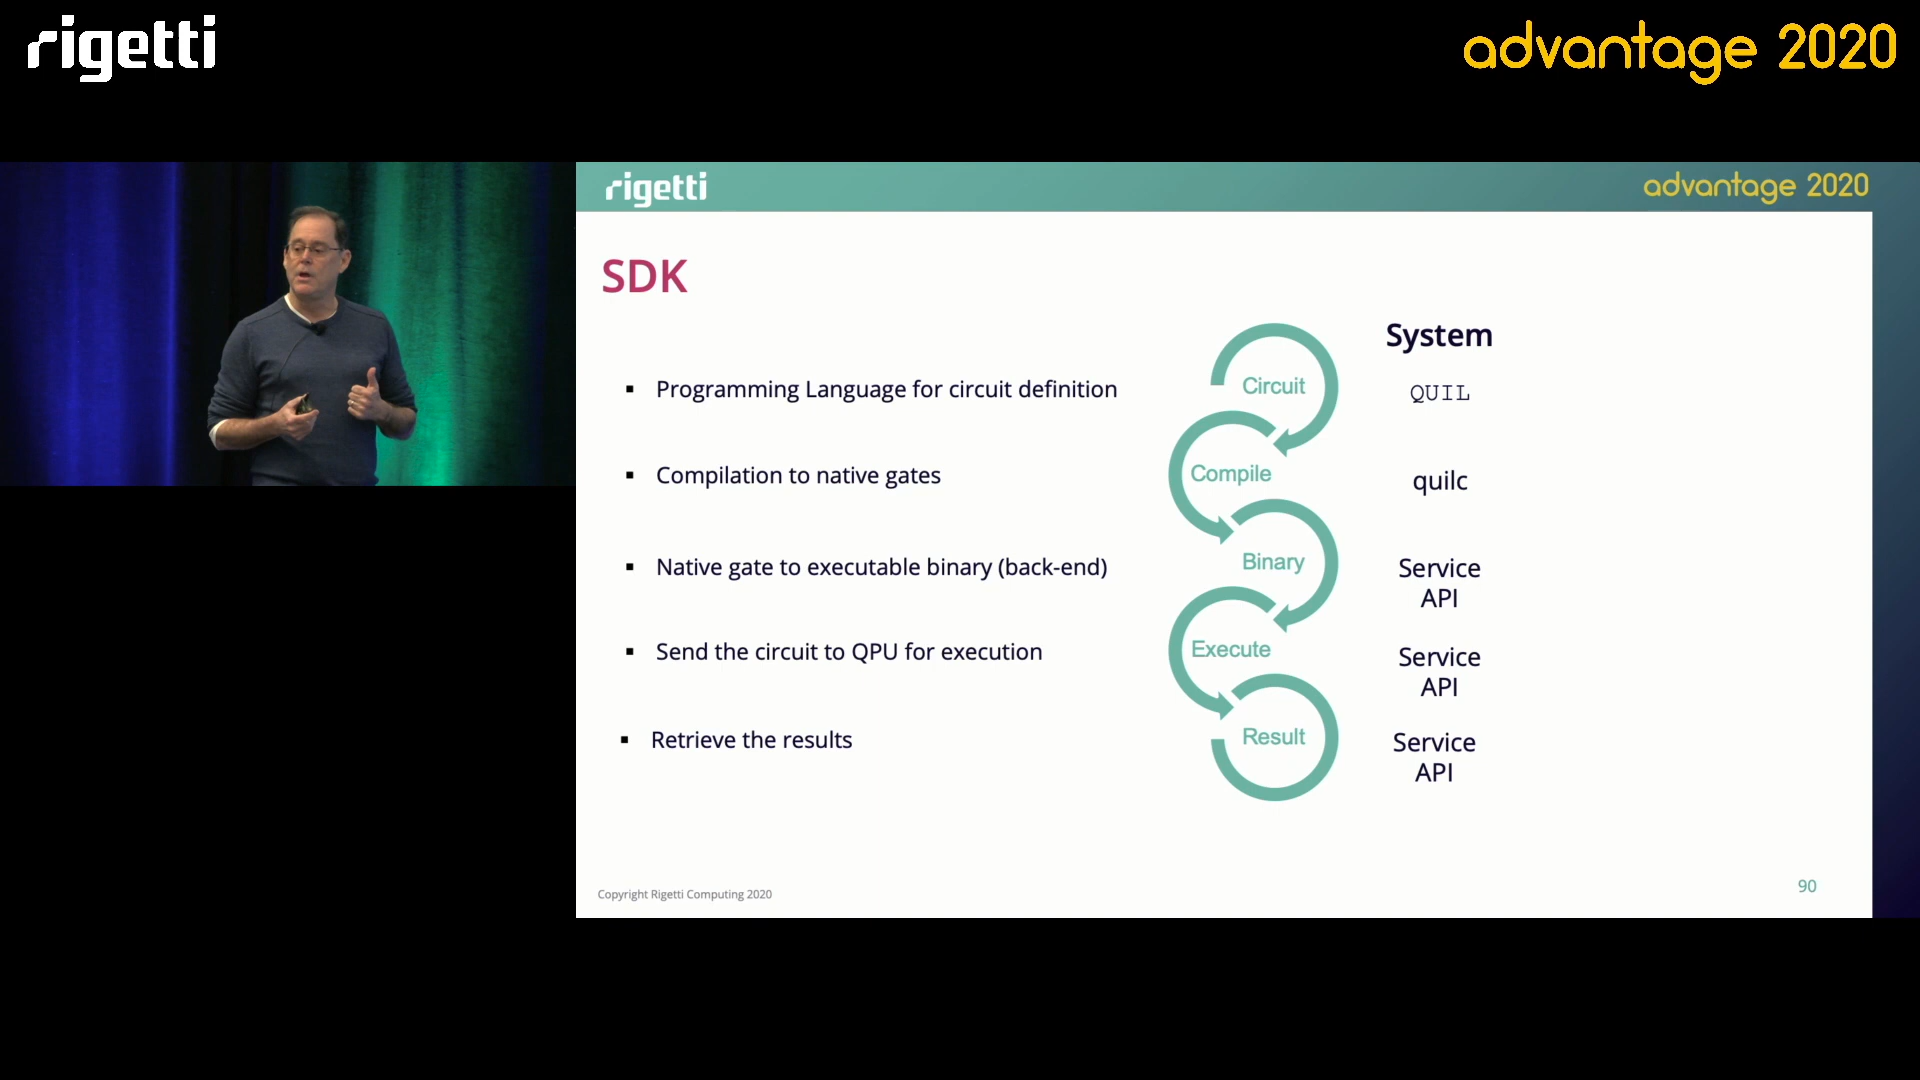 rigetti
advantage 2020
rigetti
advantage 2020
SDK
System
▪ Programming Language for circuit definition
Circuit
QUIL
▪ Compilation to native gates
Compile
quilc
▪ Native gate to executable binary (back-end)
Binary
Service
API
▪ Send the circuit to QPU for execution
Execute
Service
API
▪ Retrieve the results
Result
Service
API
Copyright Rigetti Computing 2020
90